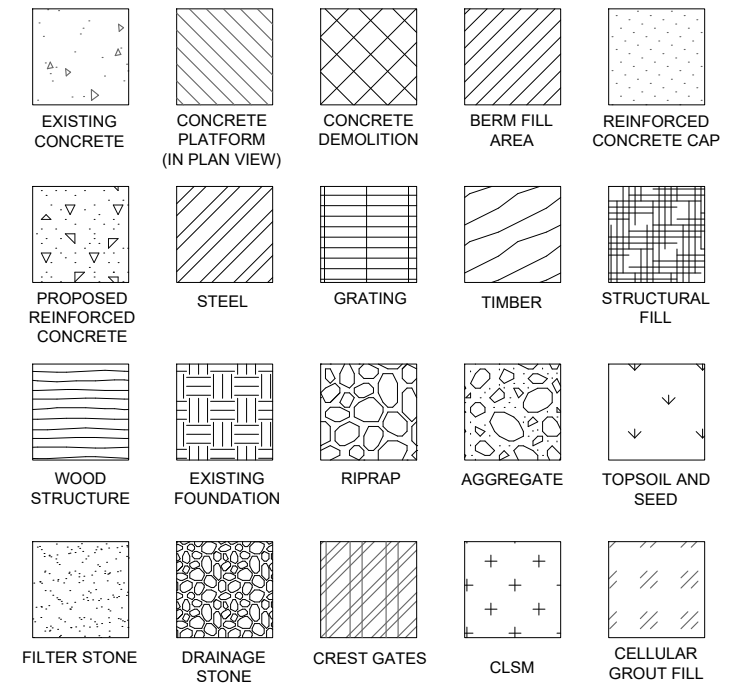 EXISTING
CONCRETE
CONCRETE
PLATFORM
(IN PLAN VIEW)
CONCRETE
DEMOLITION
BERM FILL
AREA
REINFORCED
CONCRETE CAP
PROPOSED
REINFORCED
CONCRETE
STEEL
GRATING
TIMBER
STRUCTURAL
FILL
WOOD
STRUCTURE
EXISTING
FOUNDATION
RIPRAP
AGGREGATE
TOPSOIL AND
SEED
FILTER STONE
DRAINAGE
STONE
CREST GATES
CLSM
CELLULAR
GROUT FILL